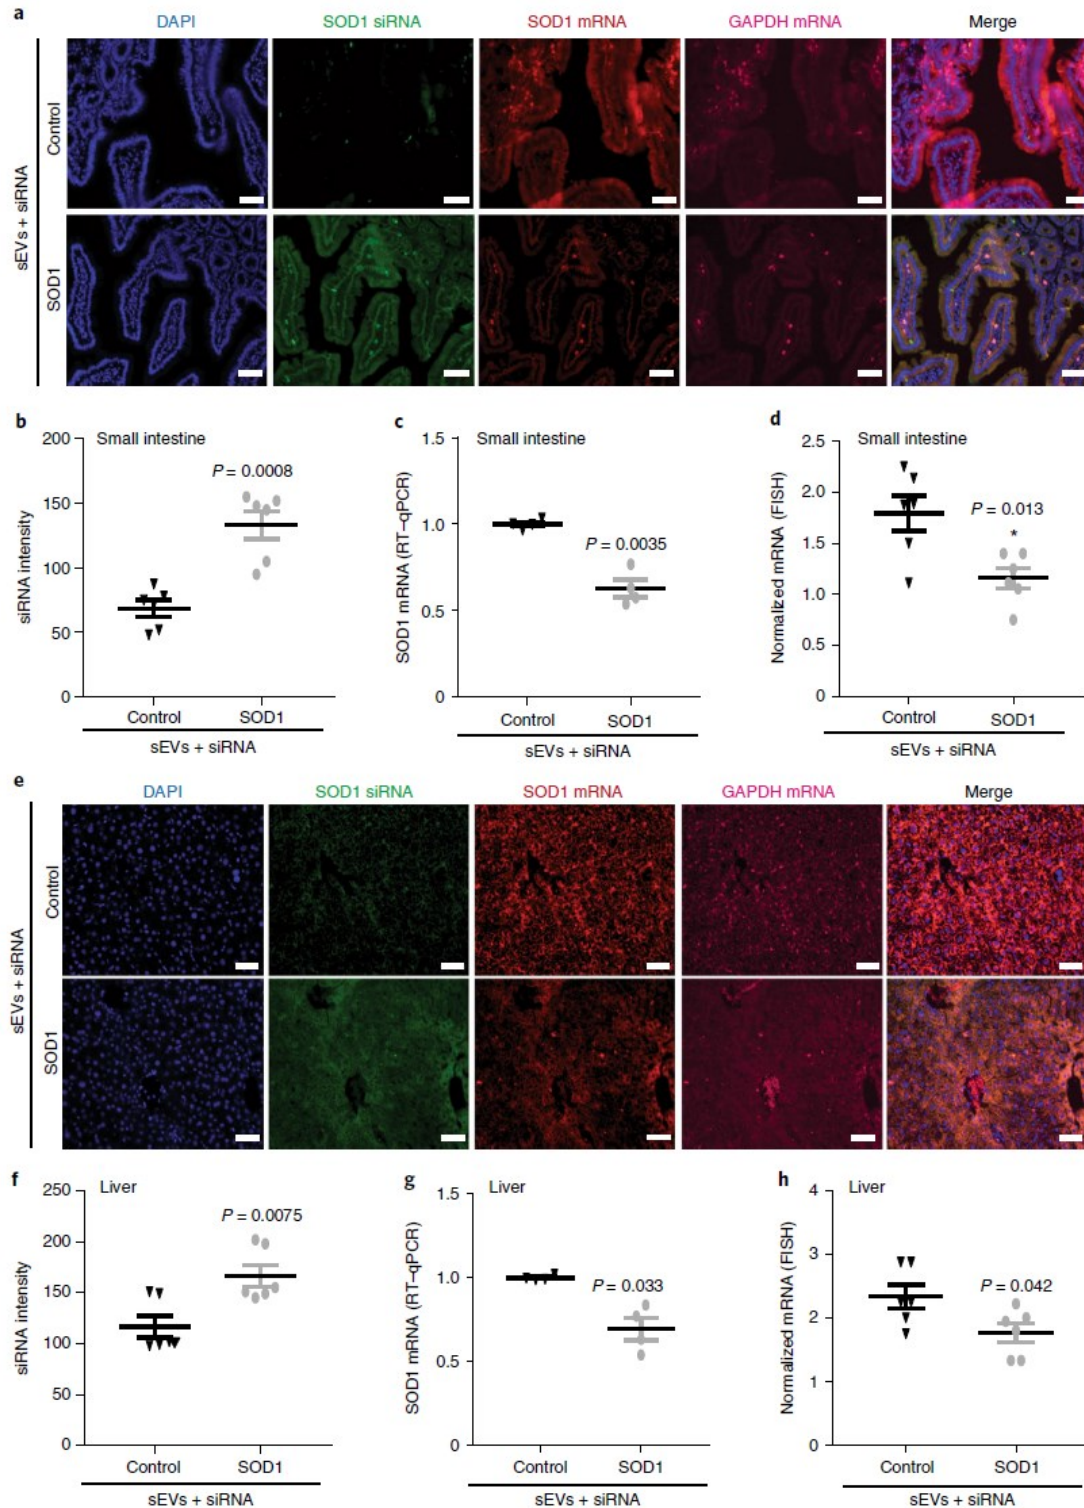 a
DAPI SOD1 siRNA SOD1 mRNA GAPDH mRNA Merge
sEVs + siRNA
Control
SOD1
b
Small intestine
siRNA intensity
200
150
100
50
0
P = 0.0008
Control SOD1
sEVs + siRNA
c
Small intestine
SOD1 mRNA (RT–qPCR)
1.5
1.0
0.5
0
P = 0.0035
Control SOD1
sEVs + siRNA
d
Small intestine
Normalized mRNA (FISH)
2.5
2.0
1.5
1.0
0.5
0
P = 0.013
*
Control SOD1
sEVs + siRNA
e
DAPI SOD1 siRNA SOD1 mRNA GAPDH mRNA Merge
sEVs + siRNA
Control
SOD1
f
Liver
siRNA intensity
250
200
150
100
50
0
P = 0.0075
Control SOD1
sEVs + siRNA
g
Liver
SOD1 mRNA (RT–qPCR)
1.5
1.0
0.5
0
P = 0.033
Control SOD1
sEVs + siRNA
h
Liver
Normalized mRNA (FISH)
4
3
2
1
0
P = 0.042
Control SOD1
sEVs + siRNA